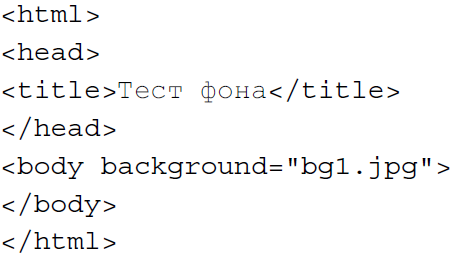 <html>
<head>
<title>Тест фона</title>
</head>
<body background="bg1.jpg">
</body>
</html>